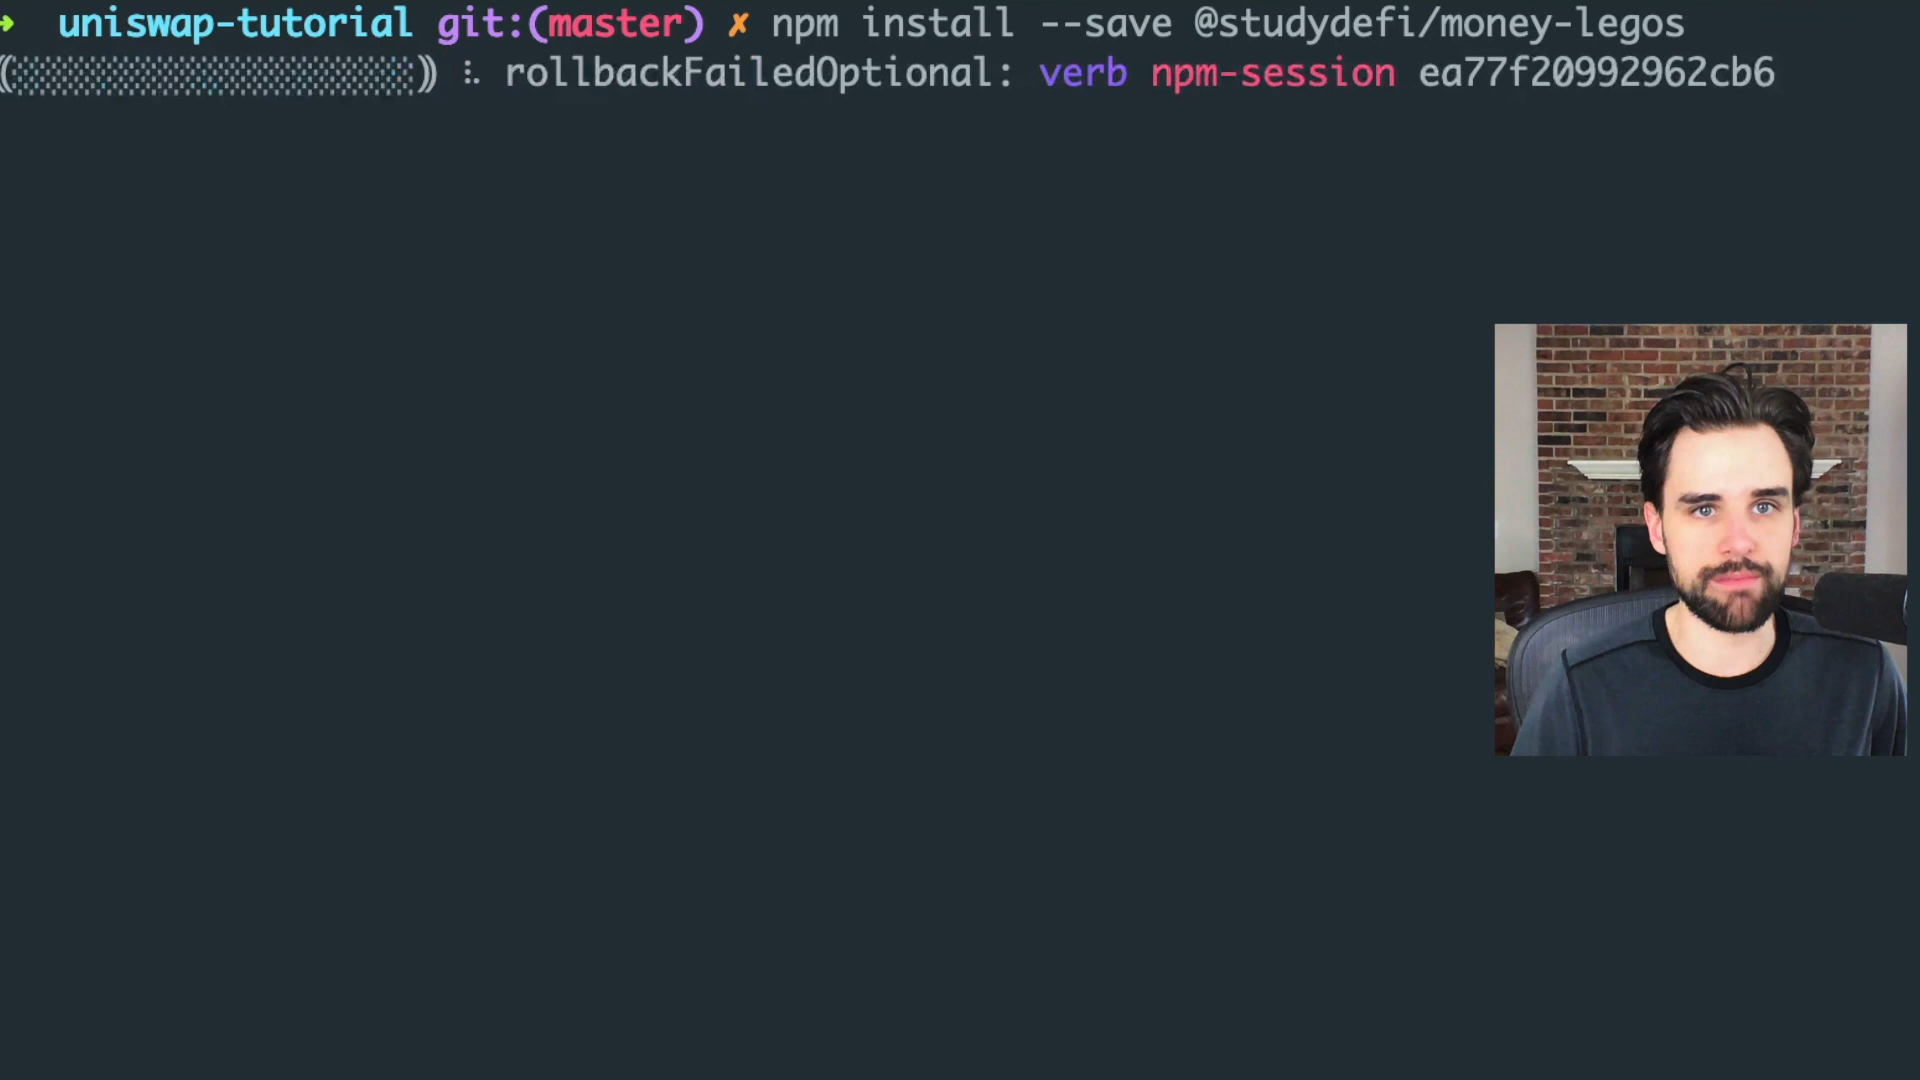 → uniswap-tutorial git:(master) ✗ npm install --save @studydefi/money-legos
(░░░░░░░░░░░░░░░░░░) ⠧ rollbackFailedOptional: verb npm-session ea77f20992962cb6